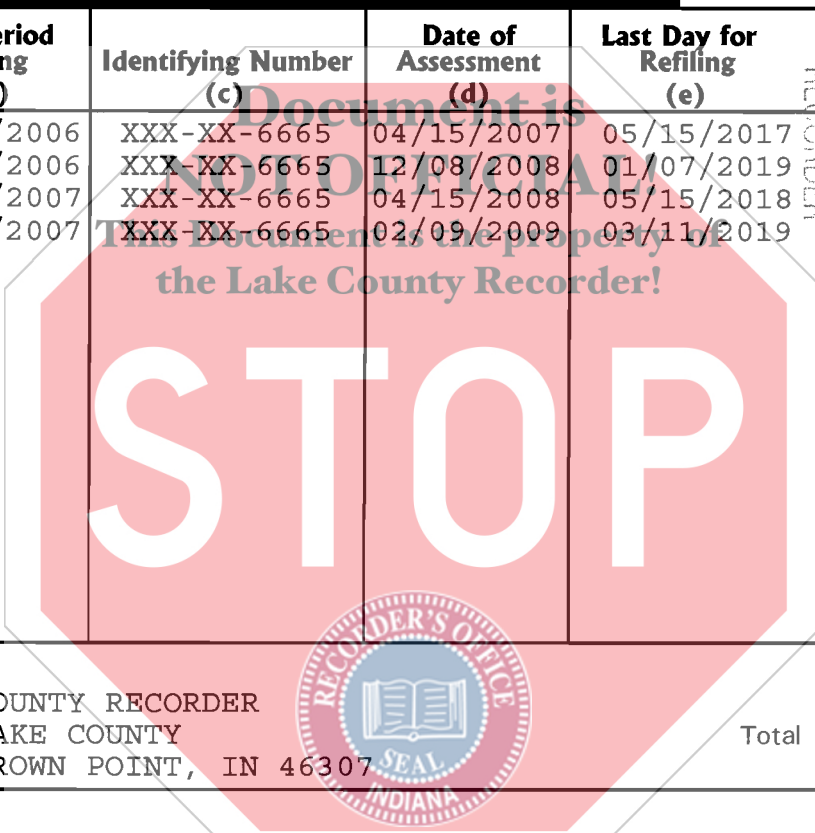 eriod
ng
Identifying Number
Date of
Assessment
Last Day for
Refiling
)
(c)
(d)
(e)
Document is
/2006 XXX-XX-6665 04/15/2007 05/15/2017
/2006 XXX-XX-6665 12/08/2008 01/07/2019
NOT OFFICIAL!
/2007 XXX-XX-6665 04/15/2008 05/15/2018
/2007 XXX-XX-6665 02/09/2009 03/11/2019
This Document is the property of
the Lake County Recorder!
STOP
RECORDER'S OFFICE
SEAL
INDIANA
OUNTY RECORDER
AKE COUNTY
Total
ROWN POINT, IN 46307